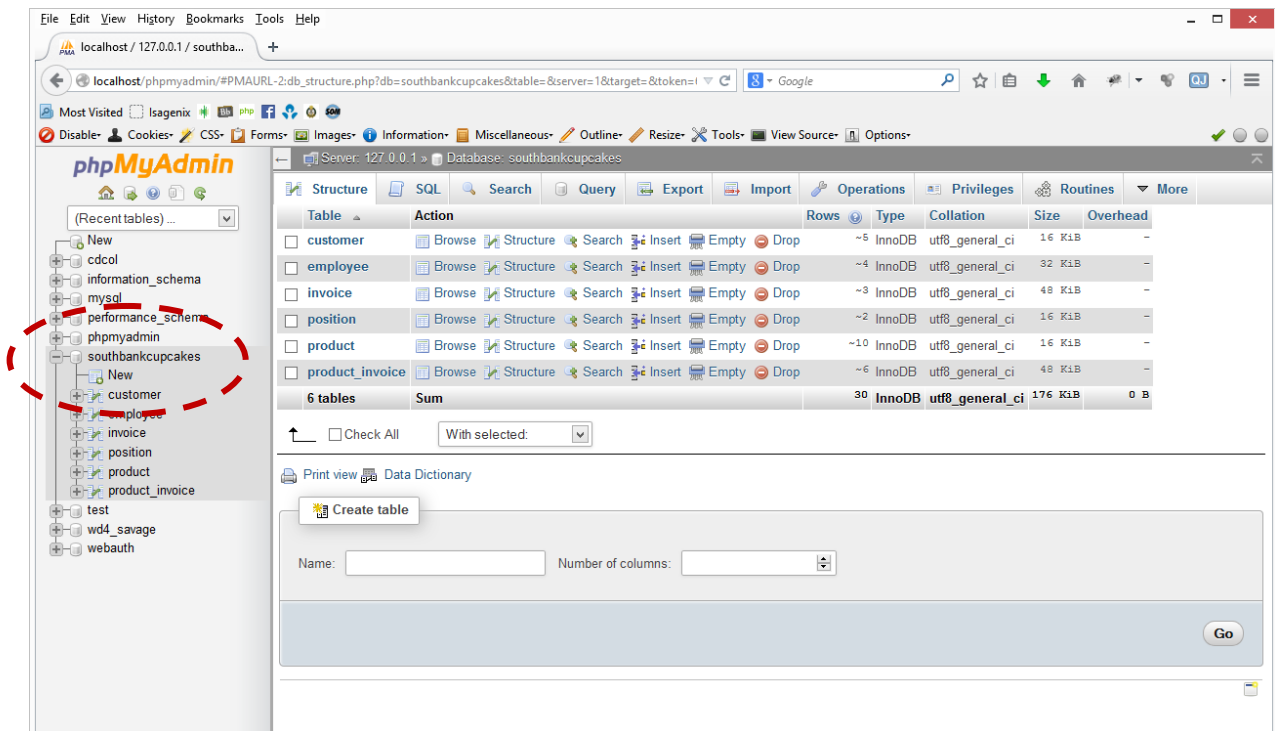 File Edit View History Bookmarks Tools Help
PMA localhost / 127.0.0.1 / southba... +
localhost/phpmyadmin/#PMAURL-2:db_structure.php?db=southbankcupcakes&table=&server=1&target=&token=( 8 Google
Most Visited Isagenix Bb php SON
Disable Cookies CSS Forms Images Information Miscellaneous Outline Resize Tools View Source Options
phpMyAdmin
(Recent tables) ...
New
cdcol
information_schema
mysql
performance_schema
phpmyadmin
southbankcupcakes
New
customer
employee
invoice
position
product
product_invoice
test
wd4_savage
webauth
Server: 127.0.0.1 » Database: southbankcupcakes
Structure SQL Search Query Export Import Operations Privileges Routines More
Table Action Rows Type Collation Size Overhead
customer Browse Structure Search Insert Empty Drop ~5 InnoDB utf8_general_ci 16 KiB -
employee Browse Structure Search Insert Empty Drop ~4 InnoDB utf8_general_ci 32 KiB -
invoice Browse Structure Search Insert Empty Drop ~3 InnoDB utf8_general_ci 48 KiB -
position Browse Structure Search Insert Empty Drop ~2 InnoDB utf8_general_ci 16 KiB -
product Browse Structure Search Insert Empty Drop ~10 InnoDB utf8_general_ci 16 KiB -
product_invoice Browse Structure Search Insert Empty Drop ~6 InnoDB utf8_general_ci 48 KiB -
6 tables Sum 30 InnoDB utf8_general_ci 176 KiB 0 B
Check All With selected:
Print view Data Dictionary
Create table
Name: Number of columns:
Go